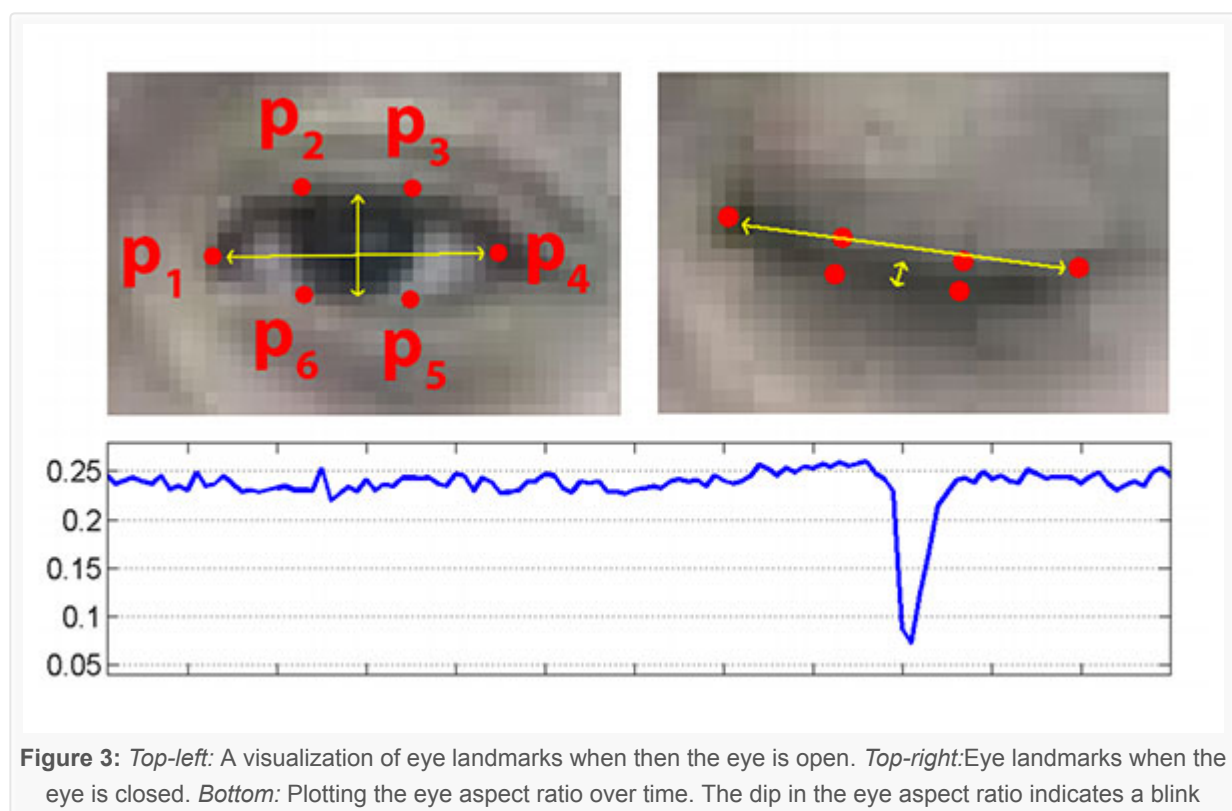 p2 p3
p1 p4
p6 p5
0.25
0.2
0.15
0.1
0.05
Figure 3: Top-left: A visualization of eye landmarks when then the eye is open. Top-right:Eye landmarks when the
eye is closed. Bottom: Plotting the eye aspect ratio over time. The dip in the eye aspect ratio indicates a blink